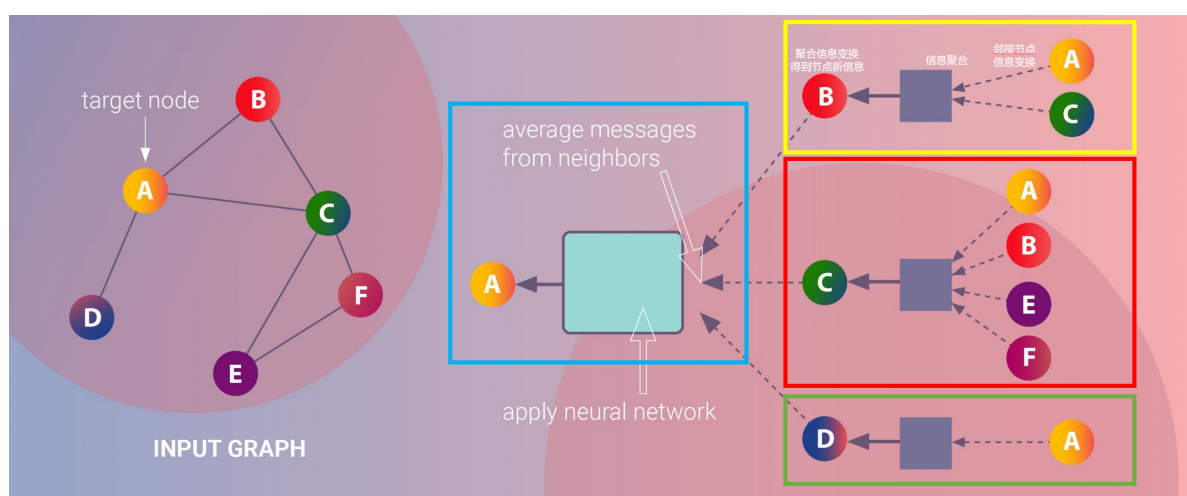 target node
B
A
C
F
D
E
INPUT GRAPH
average messages
from neighbors
A
apply neural network
聚合信息变换
得到节点新信息
信息聚合
邻接节点
信息变换
B
A
C
C
A
B
E
F
D
A